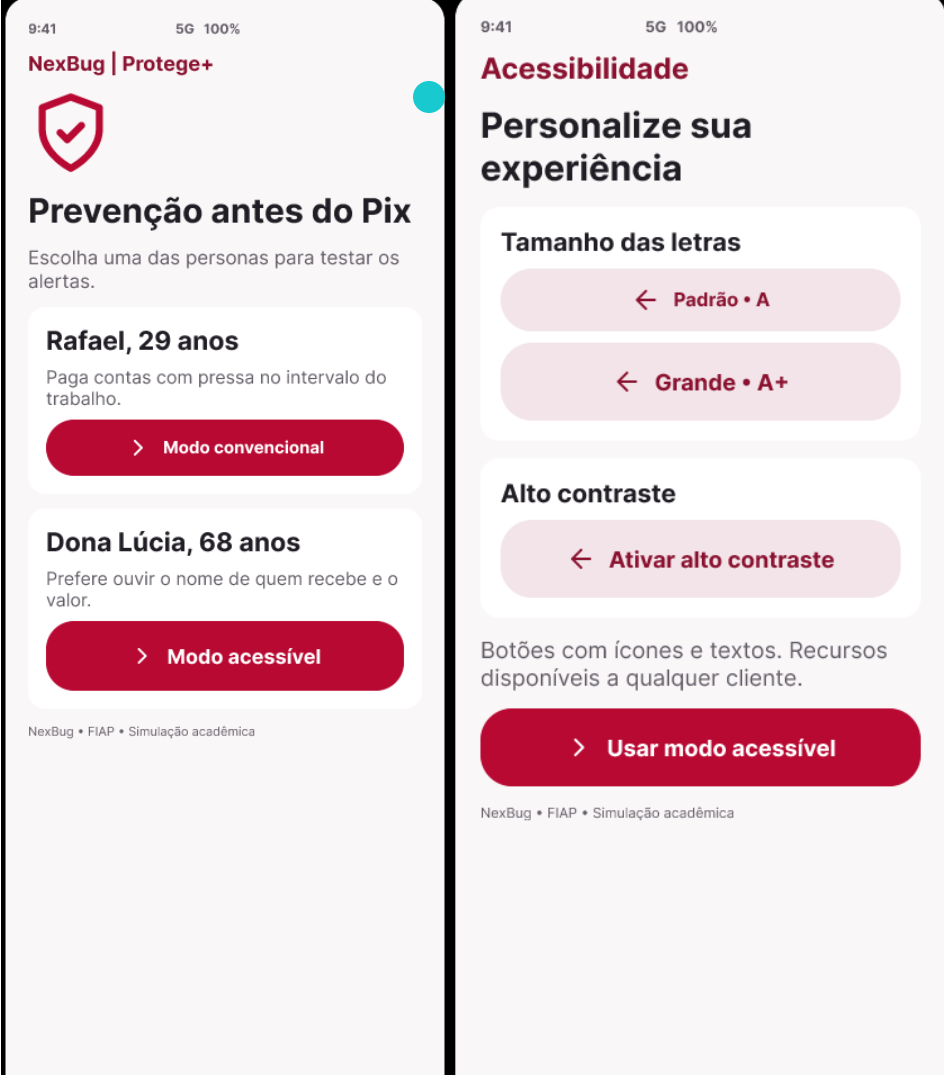 9:41 5G 100%
NexBug | Protege+
Prevenção antes do Pix
Escolha uma das personas para testar os
alertas.
Rafael, 29 anos
Paga contas com pressa no intervalo do
trabalho.
Modo convencional
Dona Lúcia, 68 anos
Prefere ouvir o nome de quem recebe e o
valor.
Modo acessível
NexBug • FIAP • Simulação acadêmica
9:41 5G 100%
Acessibilidade
Personalize sua
experiência
Tamanho das letras
Padrão • A
Grande • A+
Alto contraste
Ativar alto contraste
Botões com ícones e textos. Recursos
disponíveis a qualquer cliente.
Usar modo acessível
NexBug • FIAP • Simulação acadêmica